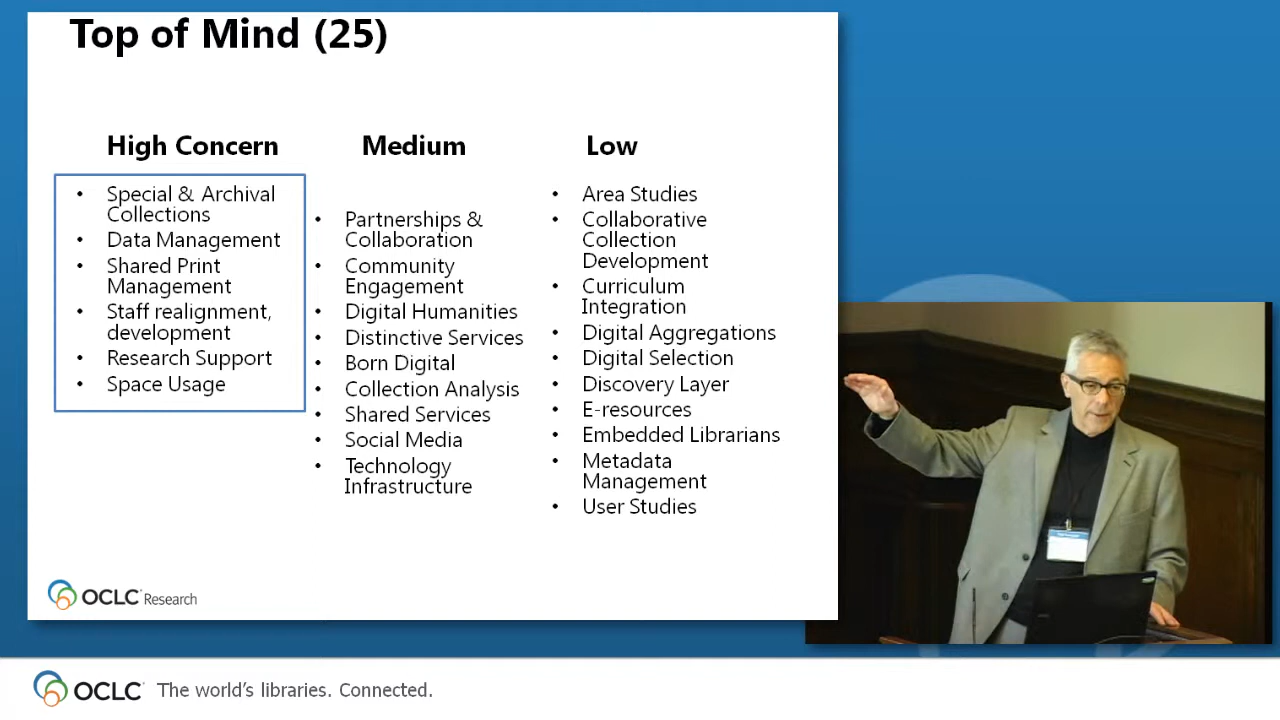 Top of Mind (25)
High Concern
• Special & Archival
Collections
• Data Management
• Shared Print
Management
• Staff realignment,
development
• Research Support
• Space Usage
Medium
• Partnerships &
Collaboration
• Community
Engagement
• Digital Humanities
• Distinctive Services
• Born Digital
• Collection Analysis
• Shared Services
• Social Media
• Technology
Infrastructure
Low
• Area Studies
• Collaborative
Collection
Development
• Curriculum
Integration
• Digital Aggregations
• Digital Selection
• Discovery Layer
• E-resources
• Embedded Librarians
• Metadata
Management
• User Studies
OCLC Research
OCLC The world's libraries. Connected.